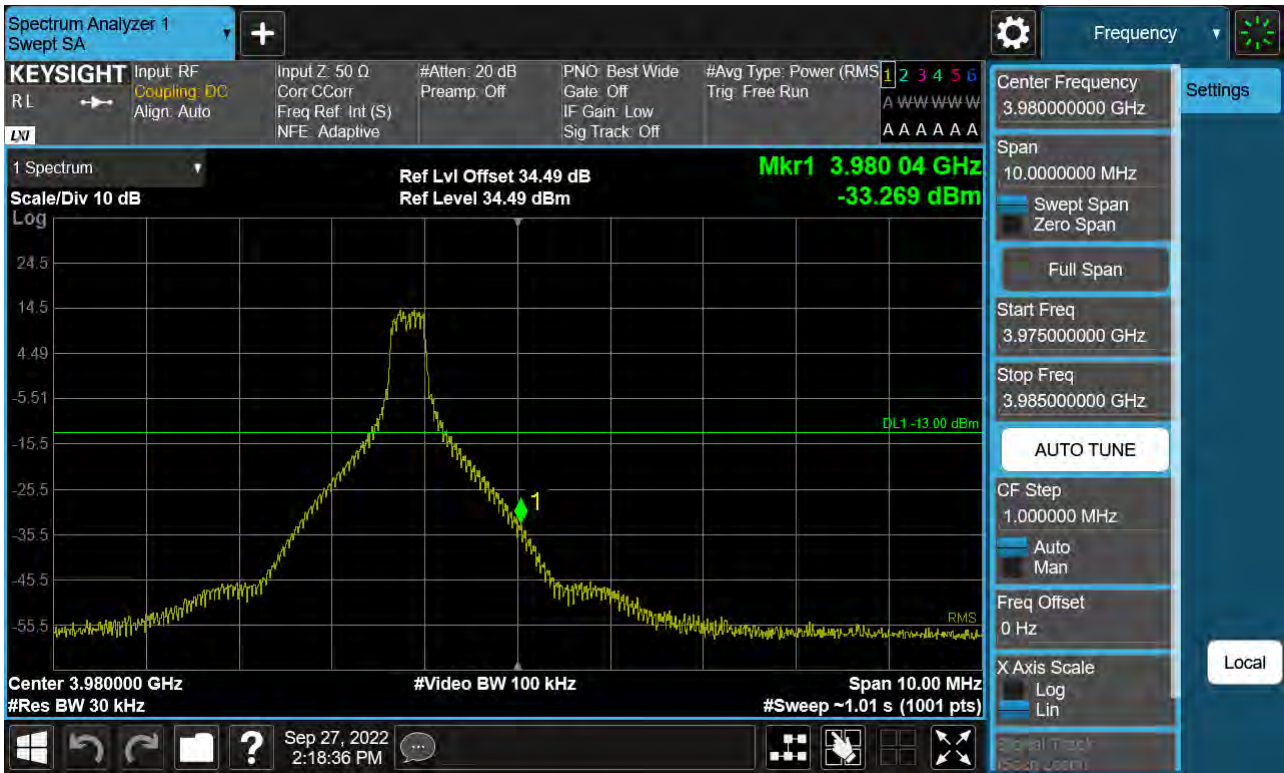 Spectrum Analyzer 1
Swept SA
Frequency
KEYSIGHT
RL
LXI
Input: RF
Coupling: DC
Align: Auto
Input Z: 50 Ω
Corr CCorr
Freq Ref: Int (S)
NFE: Adaptive
#Atten: 20 dB
Preamp: Off
PNO: Best Wide
Gate: Off
IF Gain: Low
Sig Track: Off
#Avg Type: Power (RMS
Trig: Free Run
1 2 3 4 5 6
A W W W W W
A A A A A A
1 Spectrum
Scale/Div 10 dB
Log
Ref Lvl Offset 34.49 dB
Ref Level 34.49 dBm
Mkr1 3.980 04 GHz
-33.269 dBm
24.5
14.5
4.49
-5.51
-15.5
-25.5
-35.5
-45.5
-55.5
DL1 -13.00 dBm
1
RMS
Center 3.980000 GHz
#Res BW 30 kHz
#Video BW 100 kHz
Span 10.00 MHz
#Sweep ~1.01 s (1001 pts)
Center Frequency
3.980000000 GHz
Settings
Span
10.0000000 MHz
Swept Span
Zero Span
Full Span
Start Freq
3.975000000 GHz
Stop Freq
3.985000000 GHz
AUTO TUNE
CF Step
1.000000 MHz
Auto
Man
Freq Offset
0 Hz
X Axis Scale
Log
Lin
Local
Signal Track
(Span Zoom)
?
Sep 27, 2022
2:18:36 PM